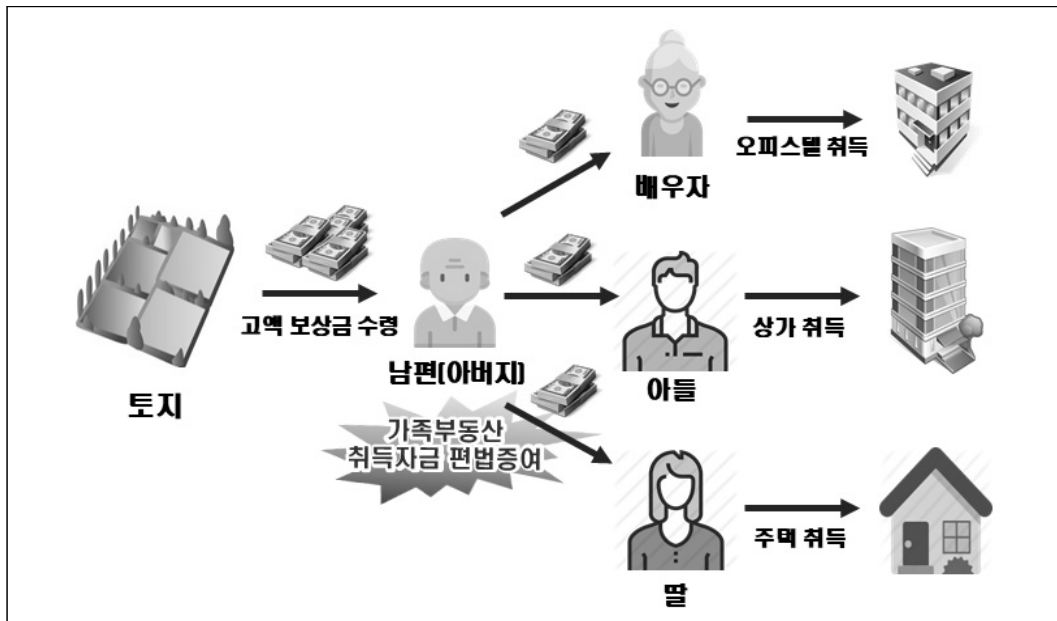 배우자
오피스텔 취득
토지
고액 보상금 수령
남편(아버지)
가족부동산
취득자금 편법증여
아들
상가 취득
딸
주택 취득